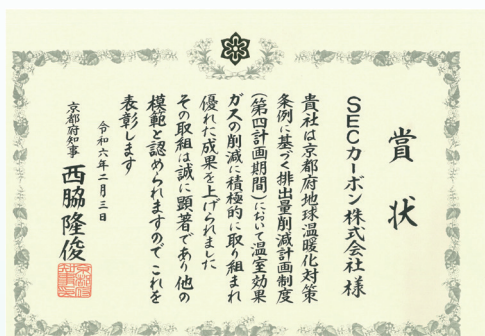 賞状
SECカーボン株式会社様
貴社は京都府地球温暖化対策
条例に基づく排出量削減計画制度
(第四計画期間)において温室効果
ガスの削減に積極的に取り組まれ
優れた成果を上げられました
その取組は誠に顕著であり他の
模範と認められますのでこれを
表彰します
令和六年二月三日
京都府知事 西脇隆俊